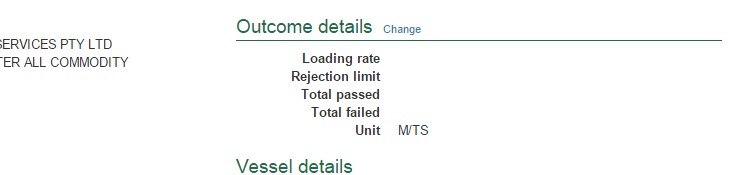 SERVICES PTY LTD
TER ALL COMMODITY
Outcome details Change
Loading rate
Rejection limit
Total passed
Total failed
Unit M/TS
Vessel details